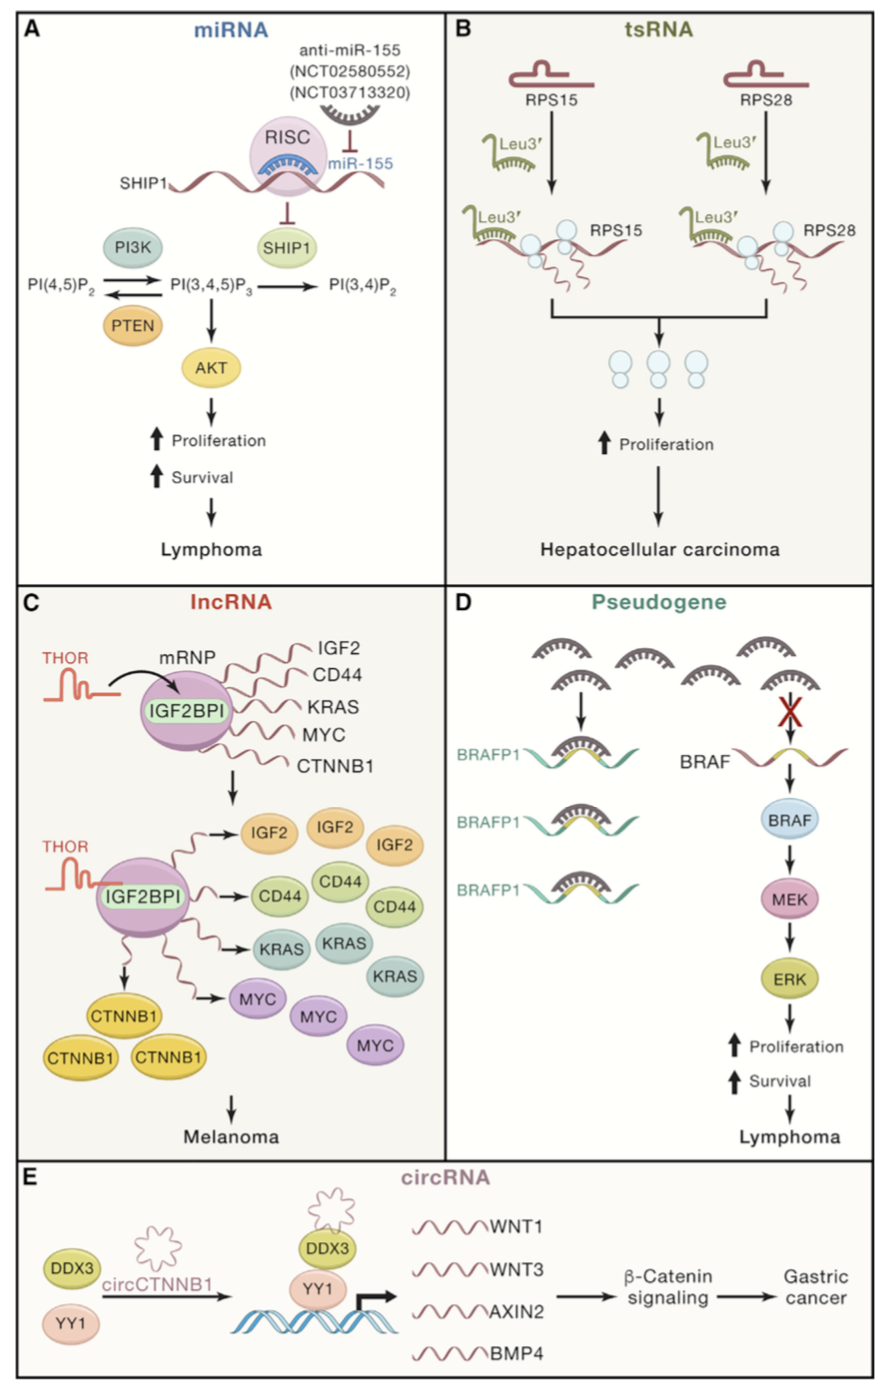 A
miRNA
anti-miR-155
(NCT02580552)
(NCT03713320)
RISC
miR-155
SHIP1
PI3K
SHIP1
PI(4,5)P2
PI(3,4,5)P3
PI(3,4)P2
PTEN
AKT
Proliferation
Survival
Lymphoma
B
tsRNA
RPS15
RPS28
Leu3′
Leu3′
Leu3′
RPS15
Leu3′
RPS28
Proliferation
Hepatocellular carcinoma
C
lncRNA
THOR
mRNP
IGF2BPI
IGF2
CD44
KRAS
MYC
CTNNB1
THOR
IGF2BPI
IGF2
IGF2
IGF2
CD44
CD44
CD44
KRAS
KRAS
KRAS
MYC
MYC
MYC
CTNNB1
CTNNB1
CTNNB1
Melanoma
D
Pseudogene
X
BRAFP1
BRAF
BRAFP1
BRAF
BRAFP1
MEK
ERK
Proliferation
Survival
Lymphoma
E
circRNA
DDX3
YY1
circCTNNB1
DDX3
YY1
WNT1
WNT3
AXIN2
BMP4
β-Catenin
signaling
Gastric
cancer